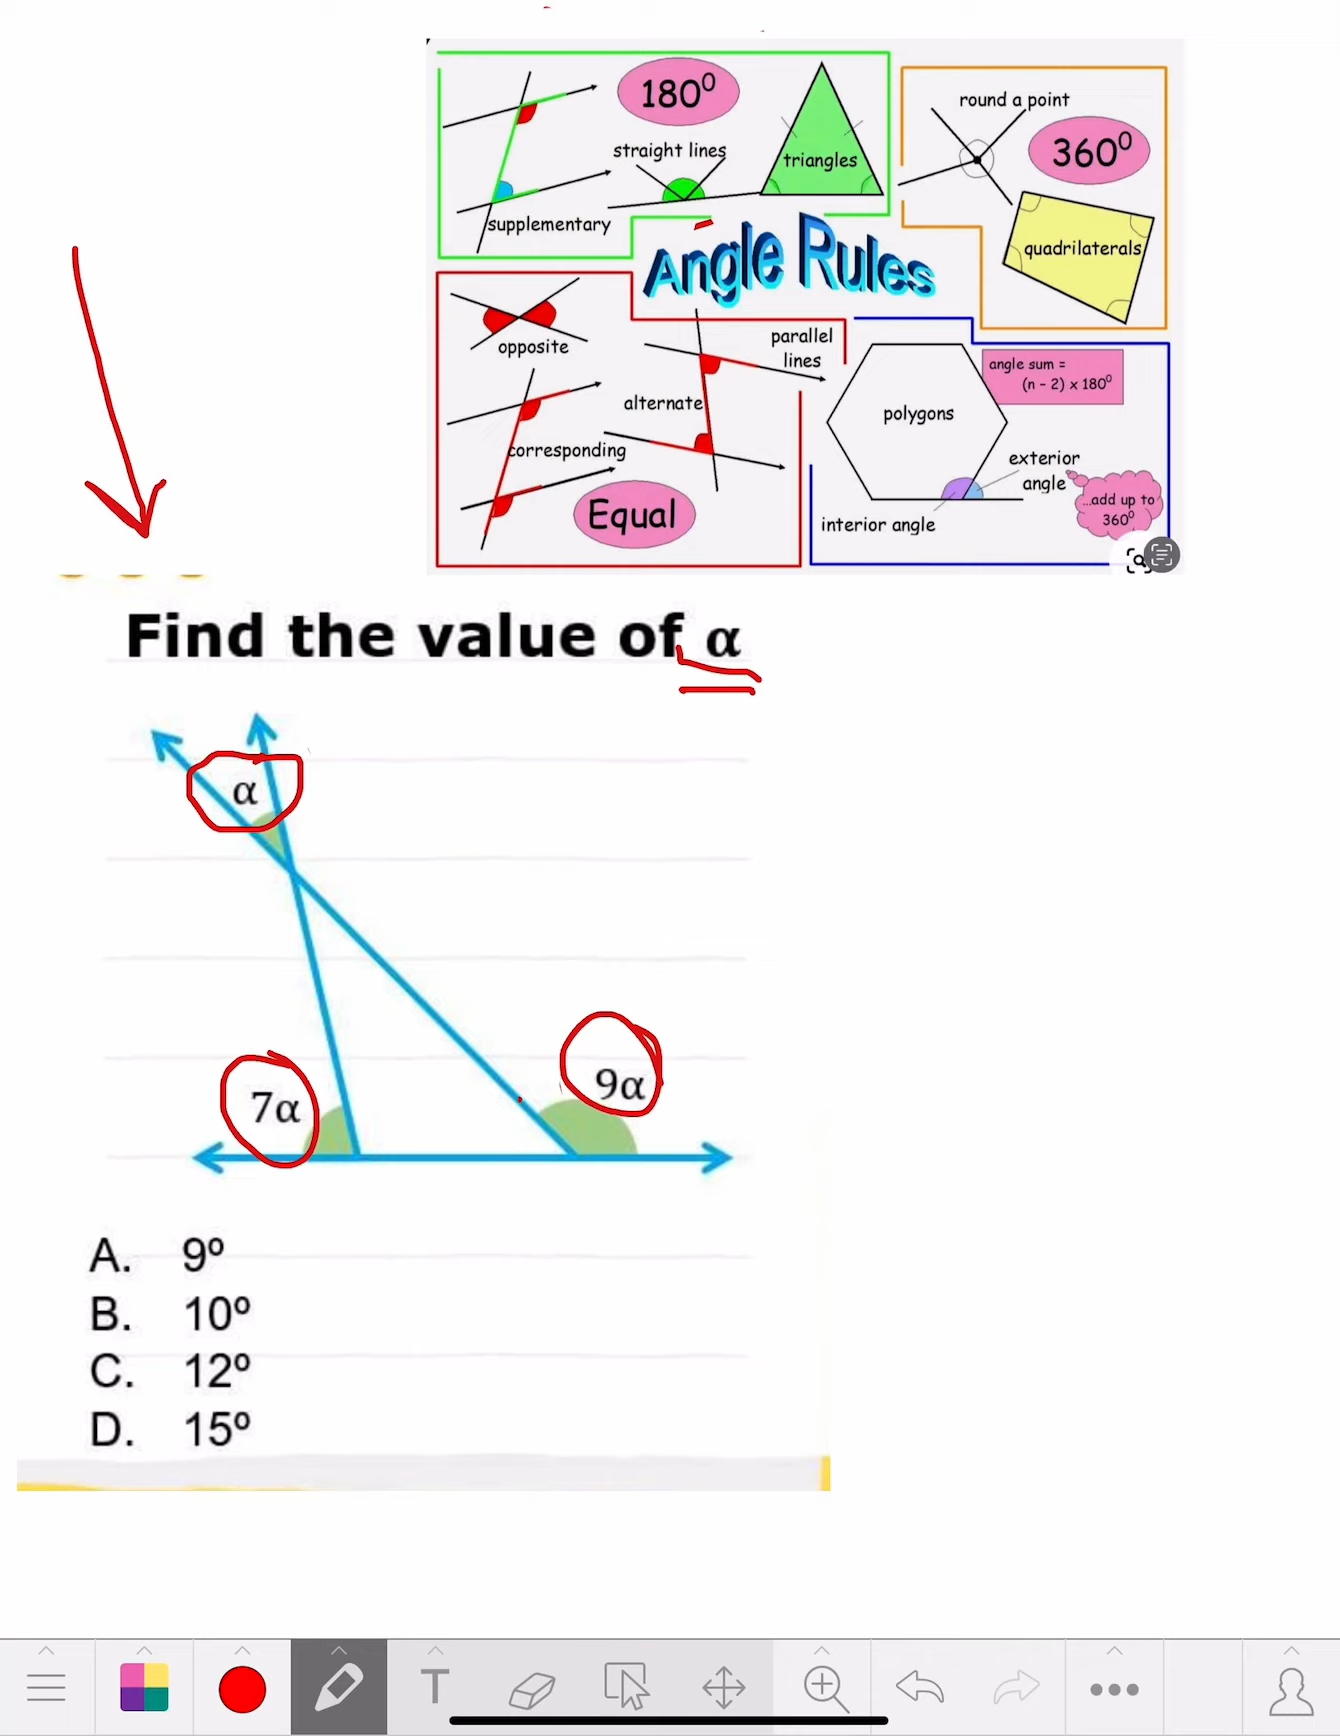 180⁰
straight lines
triangles
supplementary
round a point
360⁰
quadrilaterals
Angle Rules
opposite
parallel
lines
alternate
corresponding
Equal
polygons
angle sum =
(n - 2) x 180⁰
exterior
angle
interior angle
...add up to
360⁰
Find the value of α
α
7α
9α
A. 9º
B. 10º
C. 12º
D. 15º
T